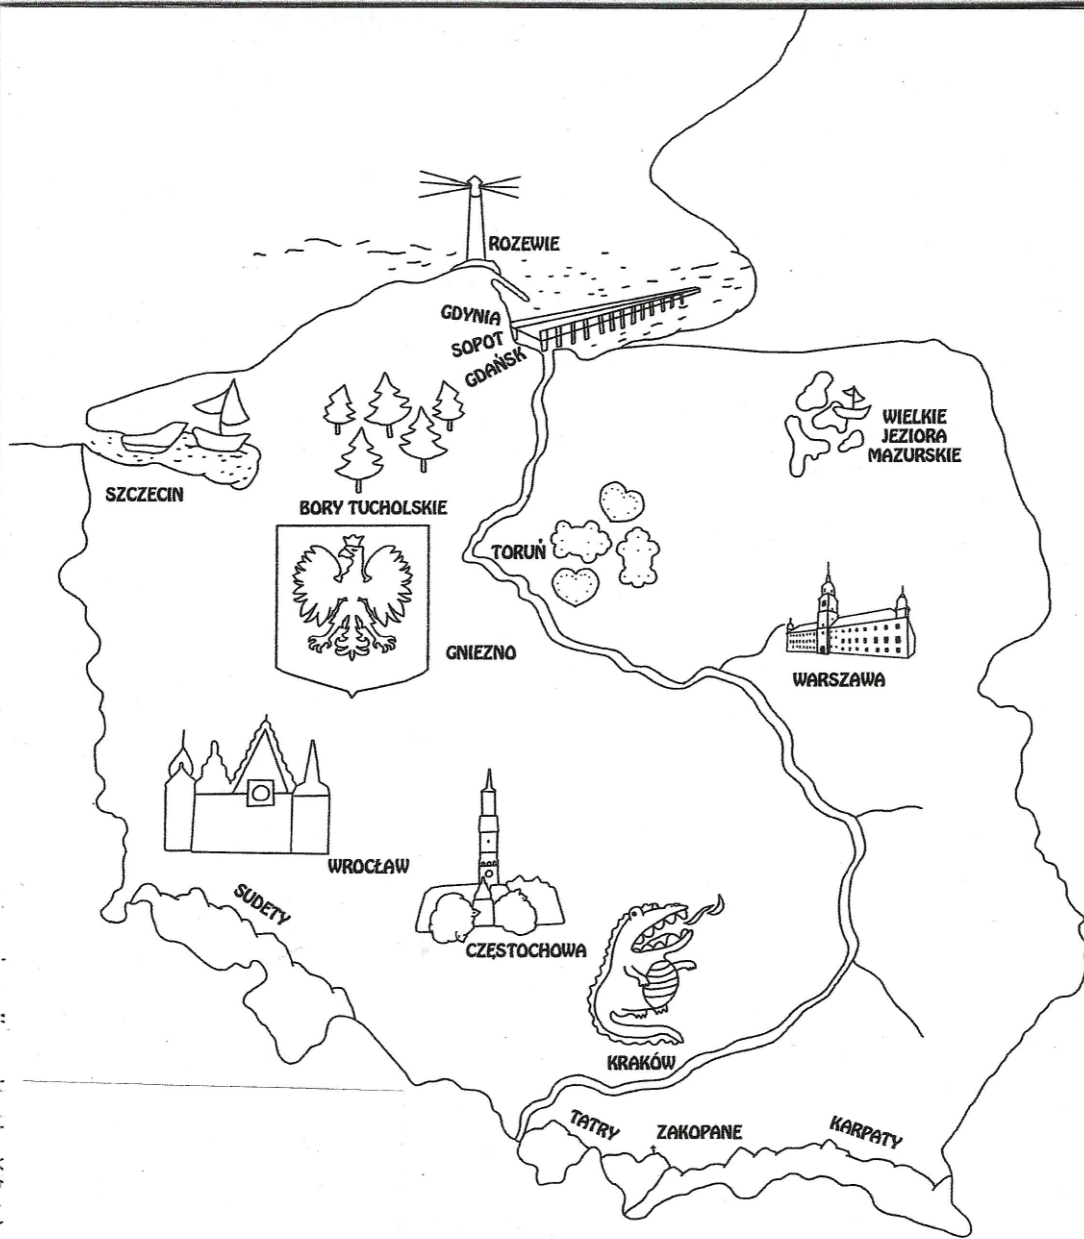 ROZEWIE
GDYNIA
SOPOT
GDAŃSK
WIELKIE
JEZIORA
MAZURSKIE
SZCZECIN
BORY TUCHOLSKIE
TORUŃ
GNIEZNO
WARSZAWA
WROCŁAW
SUDETY
CZĘSTOCHOWA
KRAKÓW
TATRY
ZAKOPANE
KARPATY